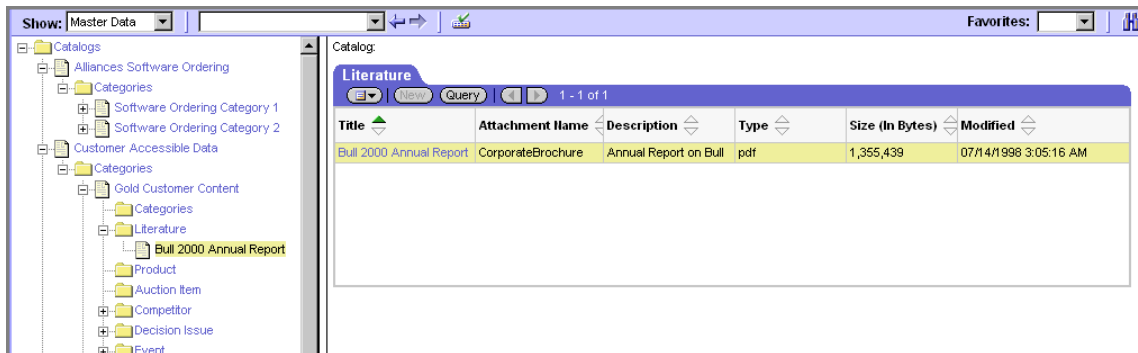 Show: Master Data Favorites:
Catalogs
Alliances Software Ordering
Categories
Software Ordering Category 1
Software Ordering Category 2
Customer Accessible Data
Categories
Gold Customer Content
Categories
Literature
Bull 2000 Annual Report
Product
Auction Item
Competitor
Decision Issue
Event
Catalog:
Literature
New Query 1 - 1 of 1
Title Attachment Name Description Type Size (In Bytes) Modified
Bull 2000 Annual Report CorporateBrochure Annual Report on Bull pdf 1,355,439 07/14/1998 3:05:16 AM